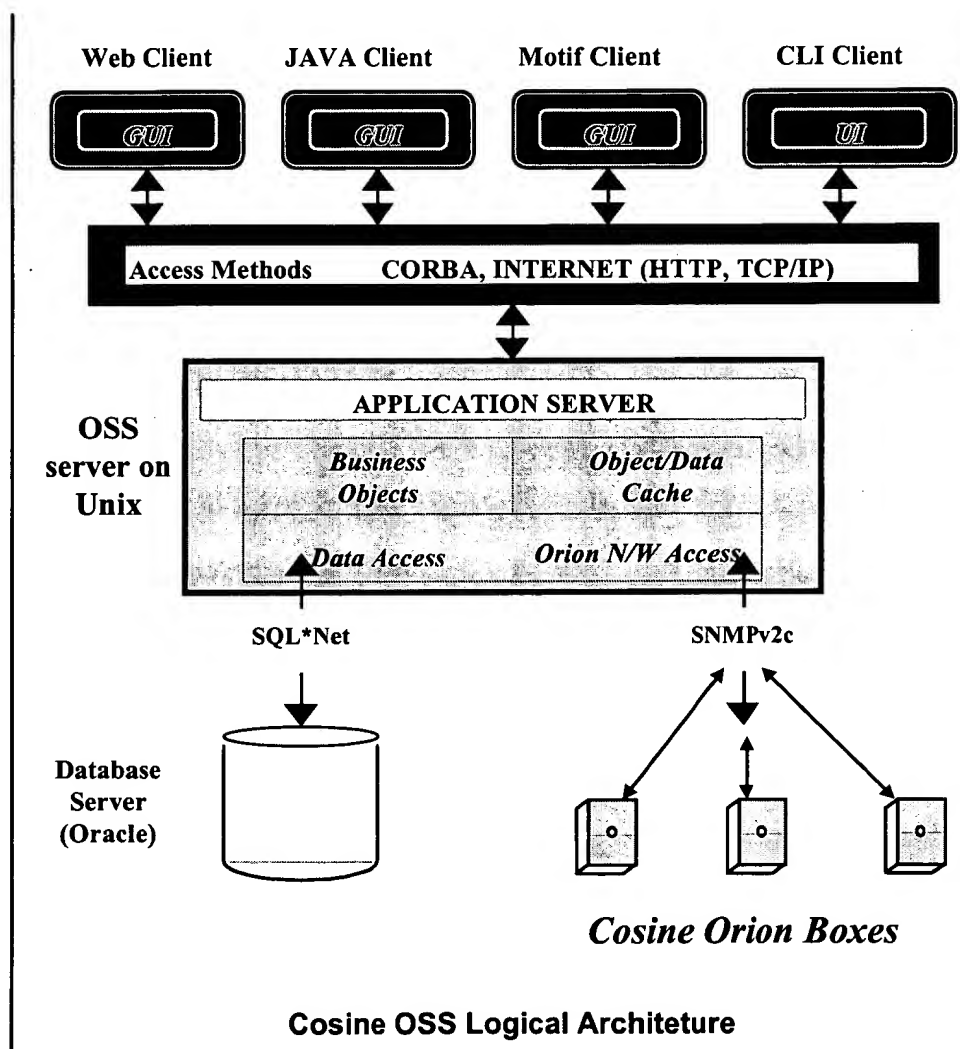 Web Client JAVA Client Motif Client CLI Client
GUI GUI GUI UI
Access Methods CORBA, INTERNET (HTTP, TCP/IP)
APPLICATION SERVER
OSS
server on
Unix
Business
Objects
Object/Data
Cache
Data Access Orion N/W Access
SQL*Net SNMPv2c
Database
Server
(Oracle)
Cosine Orion Boxes
Cosine OSS Logical Architeture